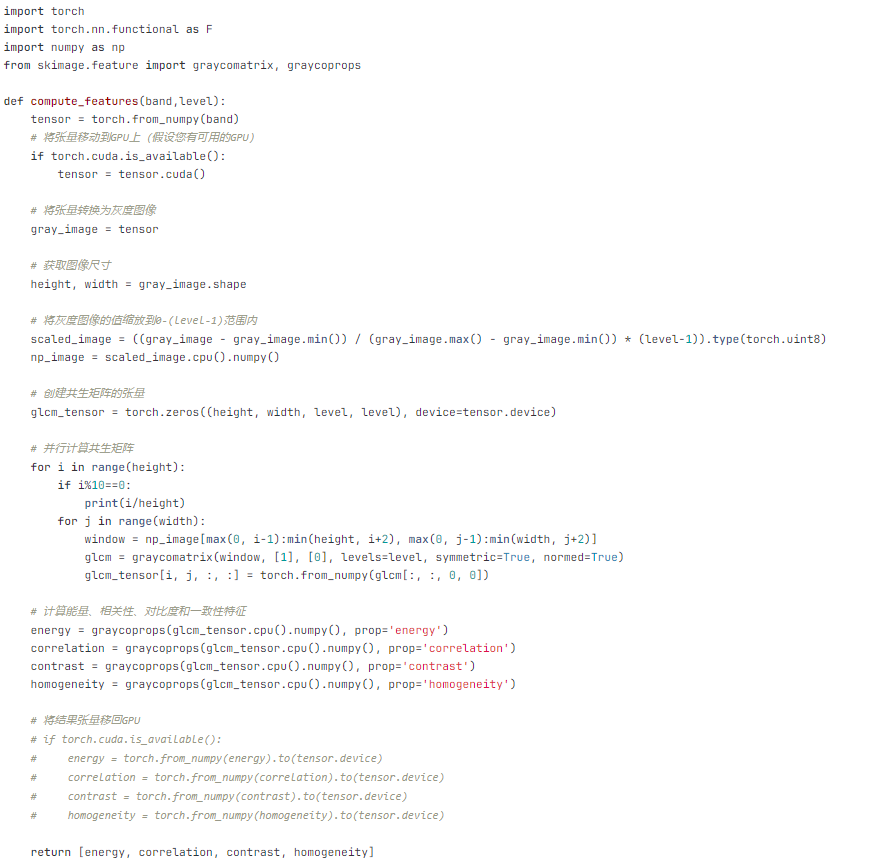 import torch
import torch.nn.functional as F
import numpy as np
from skimage.feature import graycomatrix, graycoprops

def compute_features(band,level):
    tensor = torch.from_numpy(band)
    # 将张量移动到GPU上（假设您有可用的GPU）
    if torch.cuda.is_available():
        tensor = tensor.cuda()

    # 将张量转换为灰度图像
    gray_image = tensor

    # 获取图像尺寸
    height, width = gray_image.shape

    # 将灰度图像的值缩放到0-(level-1)范围内
    scaled_image = ((gray_image - gray_image.min()) / (gray_image.max() - gray_image.min()) * (level-1)).type(torch.uint8)
    np_image = scaled_image.cpu().numpy()

    # 创建共生矩阵的张量
    glcm_tensor = torch.zeros((height, width, level, level), device=tensor.device)

    # 并行计算共生矩阵
    for i in range(height):
        if i%10==0:
            print(i/height)
        for j in range(width):
            window = np_image[max(0, i-1):min(height, i+2), max(0, j-1):min(width, j+2)]
            glcm = graycomatrix(window, [1], [0], levels=level, symmetric=True, normed=True)
            glcm_tensor[i, j, :, :] = torch.from_numpy(glcm[:, :, 0, 0])

    # 计算能量、相关性、对比度和一致性特征
    energy = graycoprops(glcm_tensor.cpu().numpy(), prop='energy')
    correlation = graycoprops(glcm_tensor.cpu().numpy(), prop='correlation')
    contrast = graycoprops(glcm_tensor.cpu().numpy(), prop='contrast')
    homogeneity = graycoprops(glcm_tensor.cpu().numpy(), prop='homogeneity')

    # 将结果张量移回GPU
    # if torch.cuda.is_available():
    #     energy = torch.from_numpy(energy).to(tensor.device)
    #     correlation = torch.from_numpy(correlation).to(tensor.device)
    #     contrast = torch.from_numpy(contrast).to(tensor.device)
    #     homogeneity = torch.from_numpy(homogeneity).to(tensor.device)

    return [energy, correlation, contrast, homogeneity]